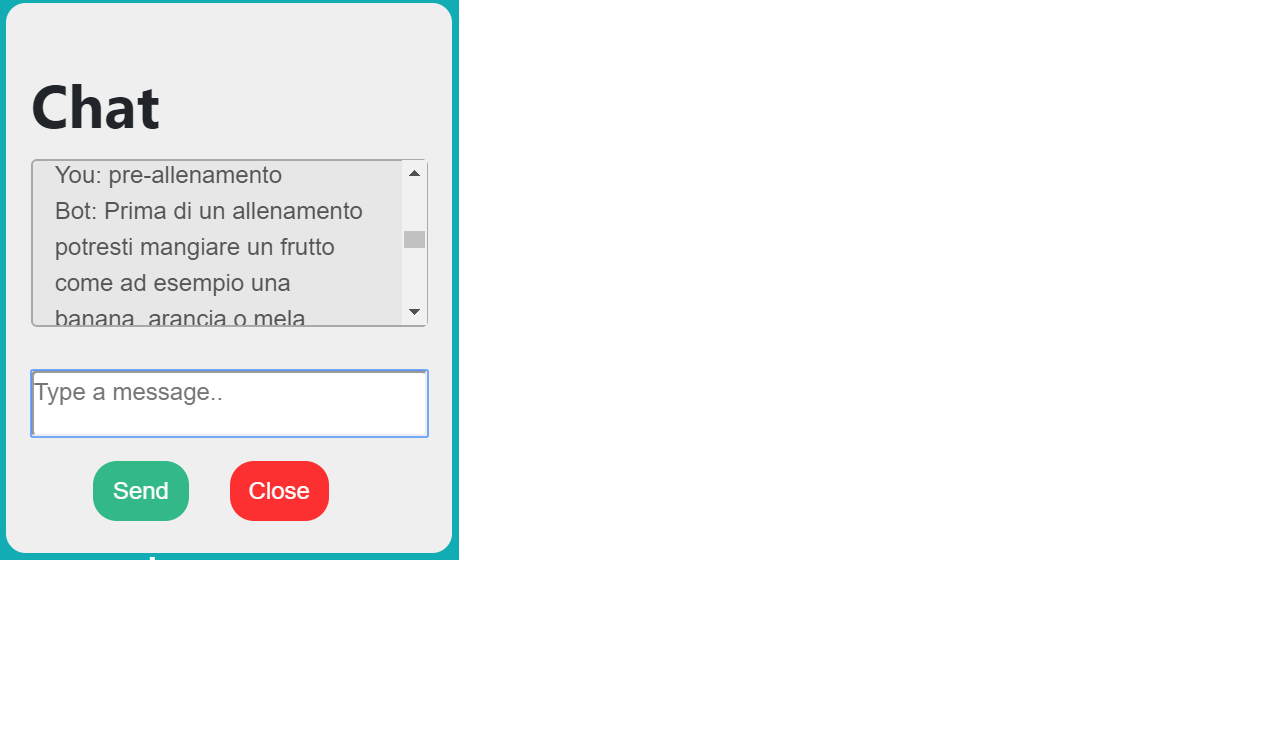 Chat
You: pre-allenamento
Bot: Prima di un allenamento
potresti mangiare un frutto
come ad esempio una
banana, arancia o mela
Type a message..
Send
Close